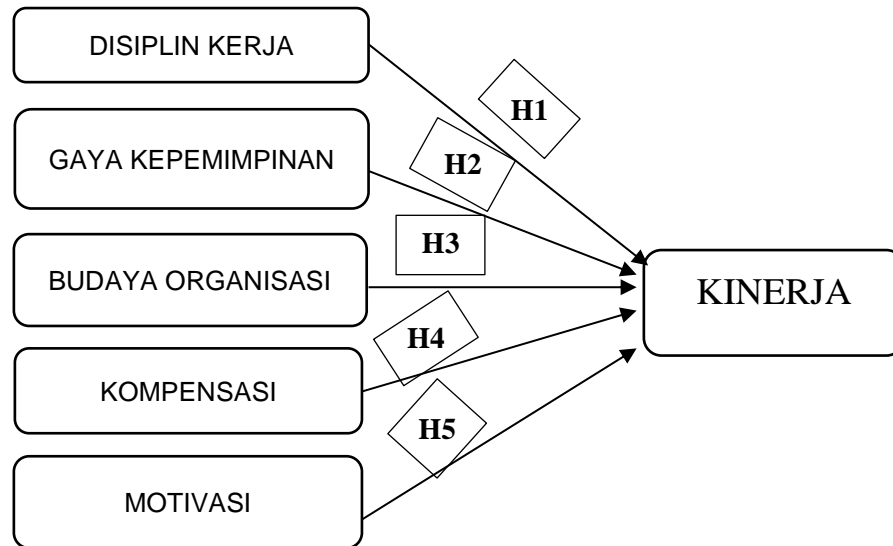 DISIPLIN KERJA
H1
GAYA KEPEMIMPINAN
H2
H3
BUDAYA ORGANISASI
KINERJA
H4
KOMPENSASI
H5
MOTIVASI